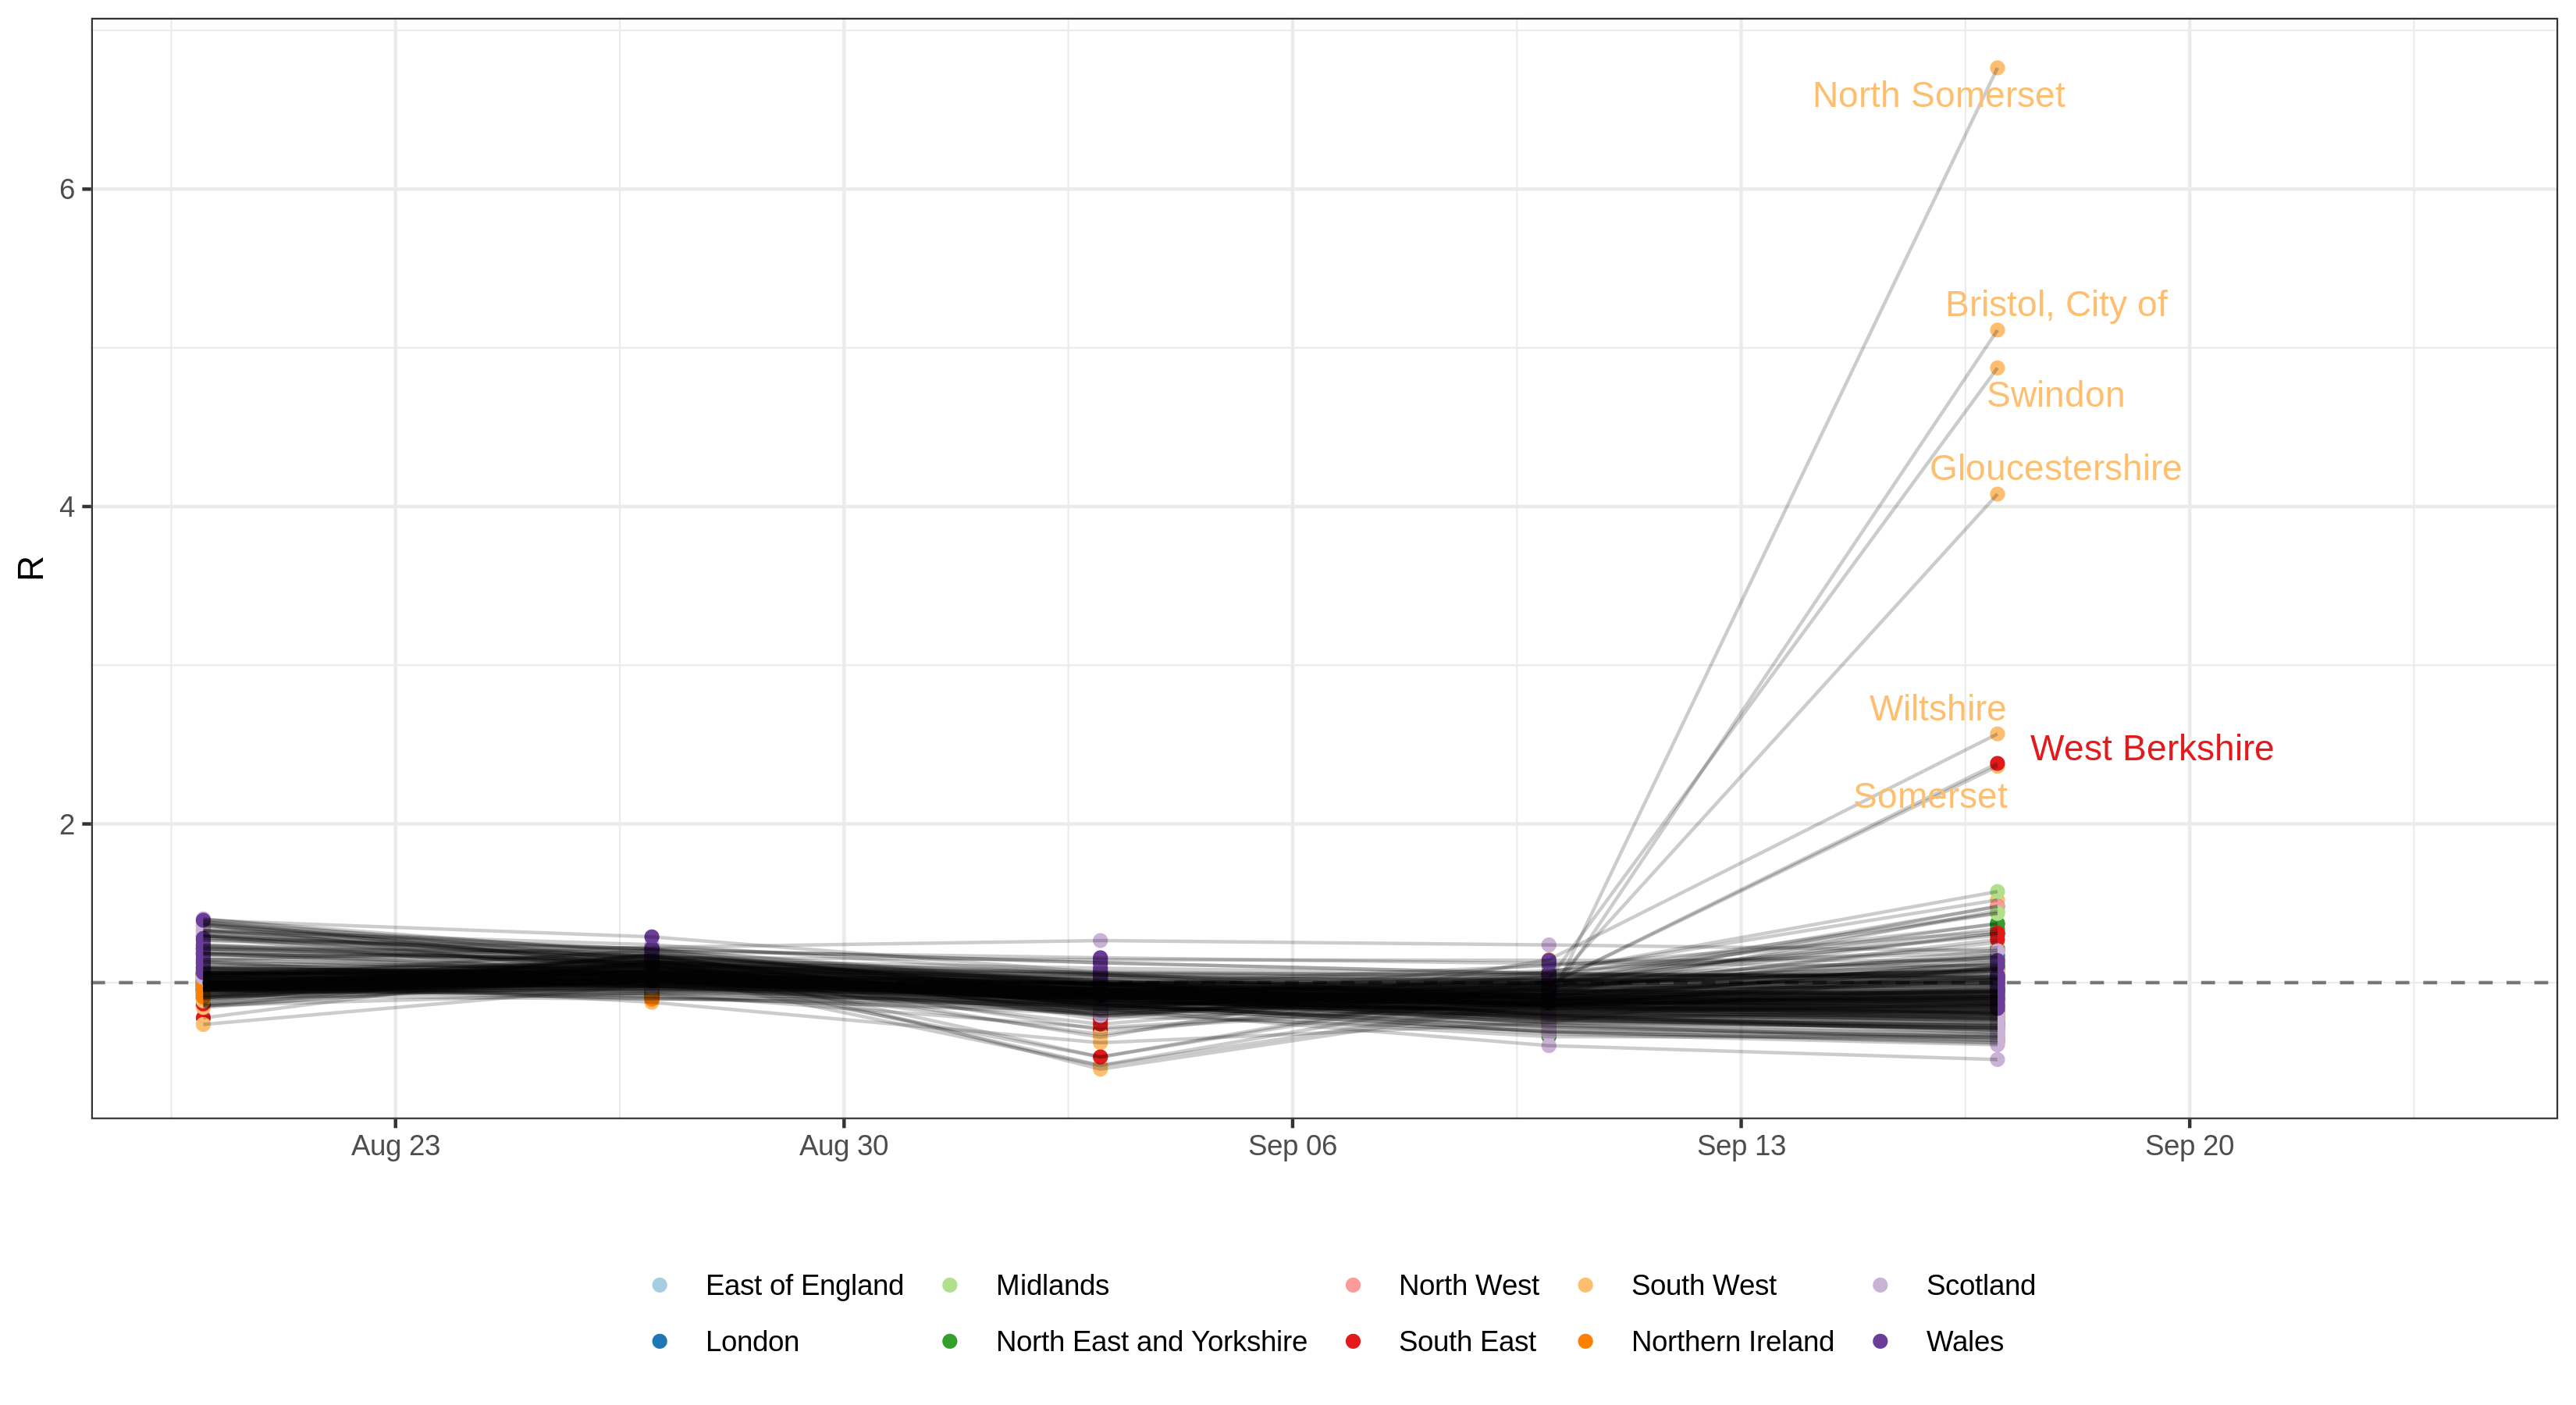 North Somerset
6
Bristol, City of
Swindon
Gloucestershire
4
R
Wiltshire
West Berkshire
Somerset
2
Aug 23 Aug 30 Sep 06 Sep 13 Sep 20
East of England Midlands North West South West Scotland
London North East and Yorkshire South East Northern Ireland Wales